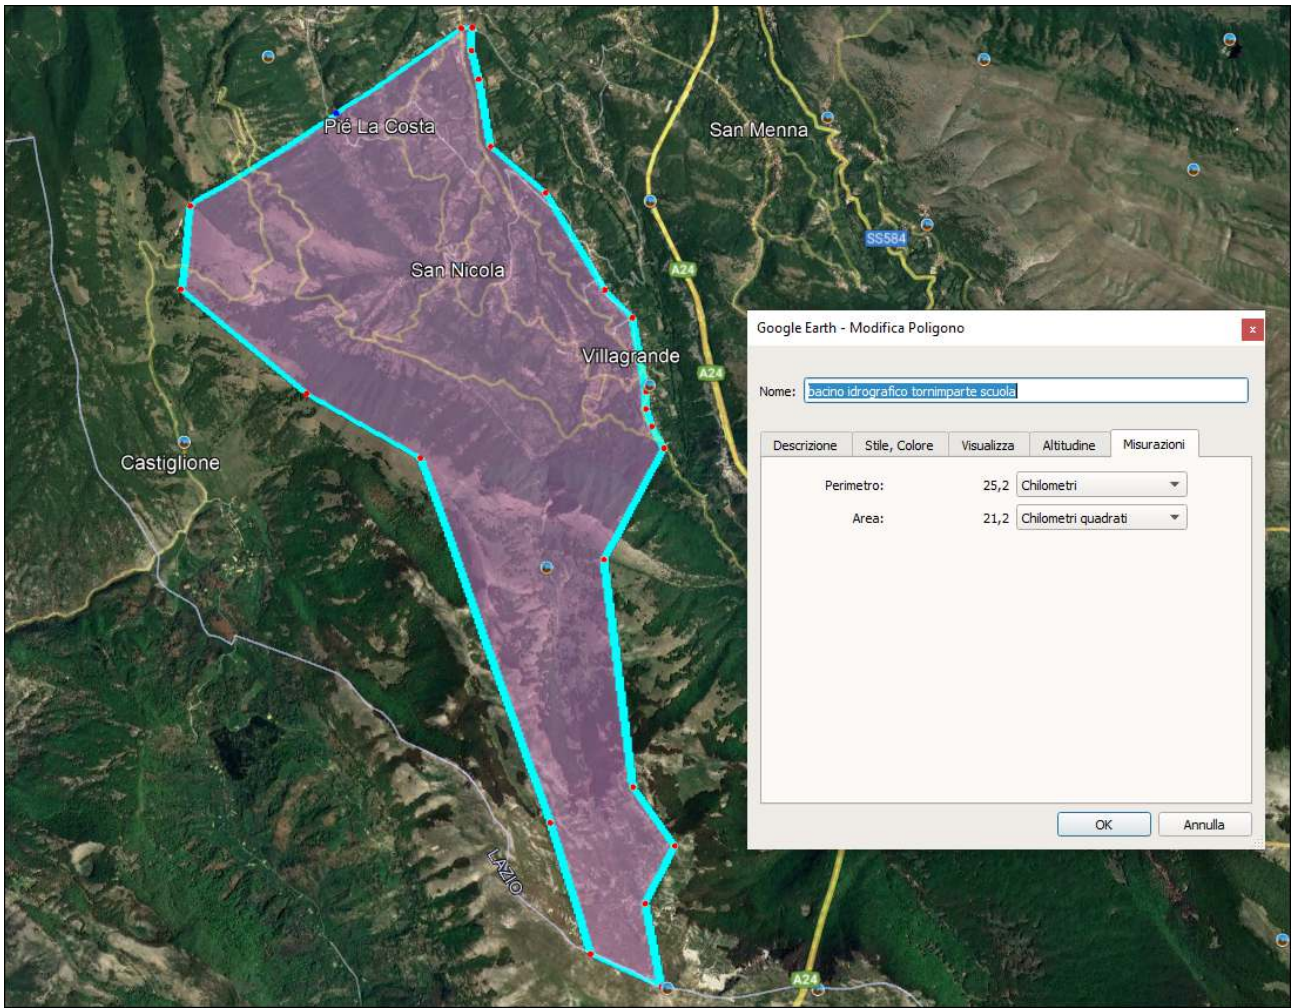 Pié La Costa
San Menna
SS584
San Nicola
A24
Google Earth - Modifica Poligono
x
Villagrande
A24
Nome: bacino idrografico tornimparte scuola
Descrizione Stile, Colore Visualizza Altitudine Misurazioni
Castiglione
Perimetro: 25,2 Chilometri
Area: 21,2 Chilometri quadrati
OK Annulla
LAZIO
A24